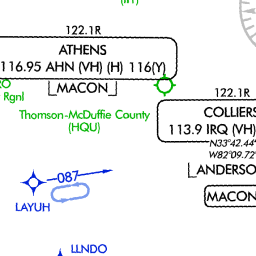 122.1R
ATHENS
116.95 AHN (VH) (H) 116(Y)
Rgnl
MACON
Thomson-McDuffie County
(HQU)
122.1R
COLLIERS
113.9 IRQ (VH)
N33°42.44'
W82°09.72'
ANDERSO
MACON
087
LAYUH
LLNDO